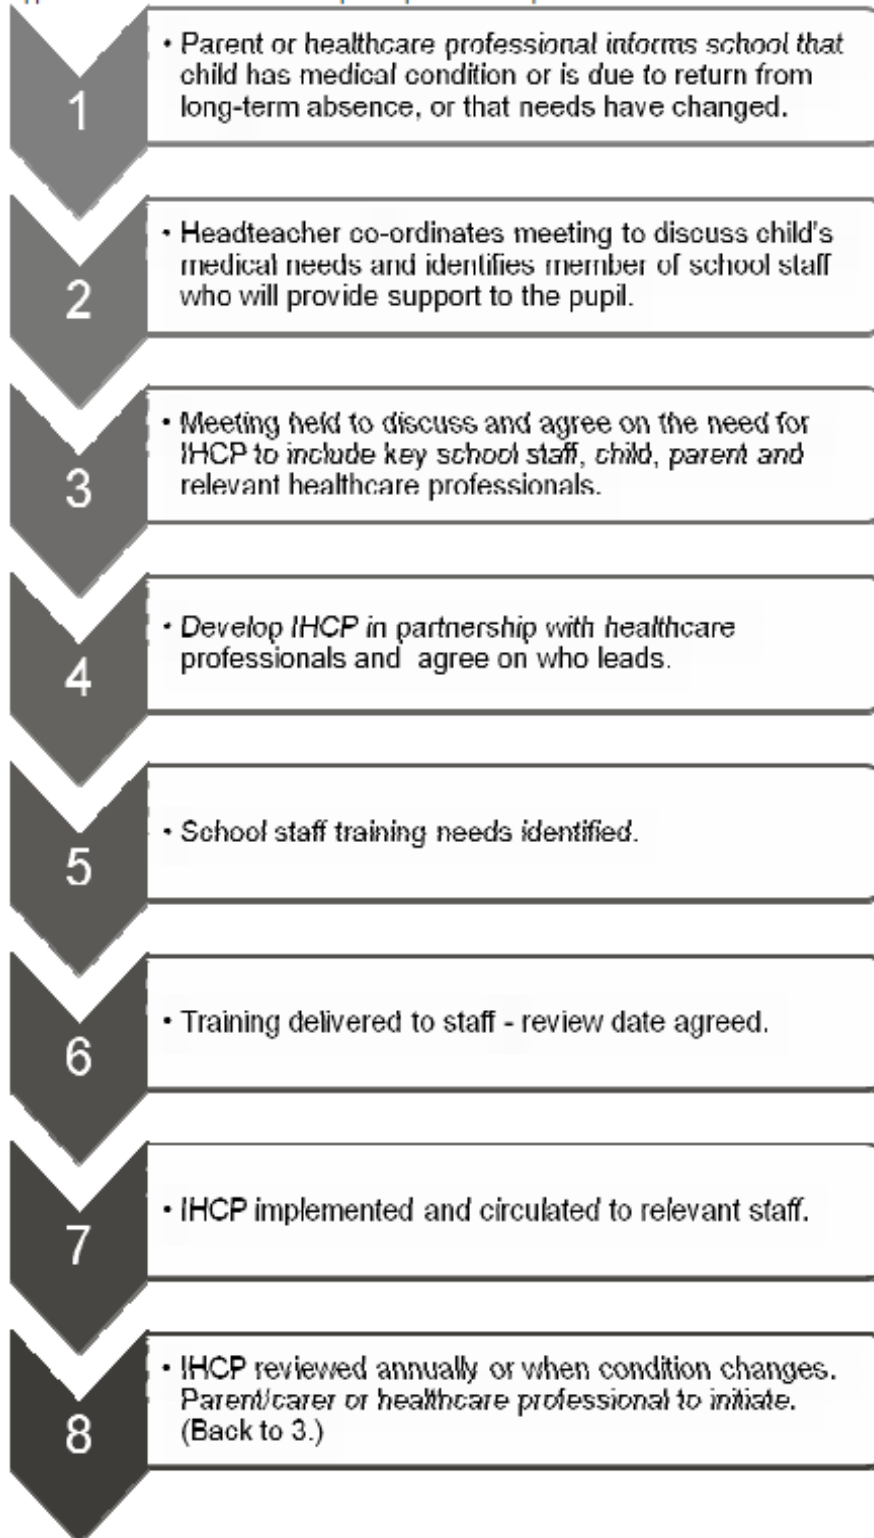 1
• Parent or healthcare professional informs school that
child has medical condition or is due to return from
long-term absence, or that needs have changed.
2
• Headteacher co-ordinates meeting to discuss child's
medical needs and identifies member of school staff
who will provide support to the pupil.
3
• Meeting held to discuss and agree on the need for
IHCP to include key school staff, child, parent and
relevant healthcare professionals.
4
• Develop IHCP in partnership with healthcare
professionals and agree on who leads.
5
• School staff training needs identified.
6
• Training delivered to staff - review date agreed.
7
• IHCP implemented and circulated to relevant staff.
8
• IHCP reviewed annually or when condition changes.
Parent/carer or healthcare professional to initiate.
(Back to 3.)